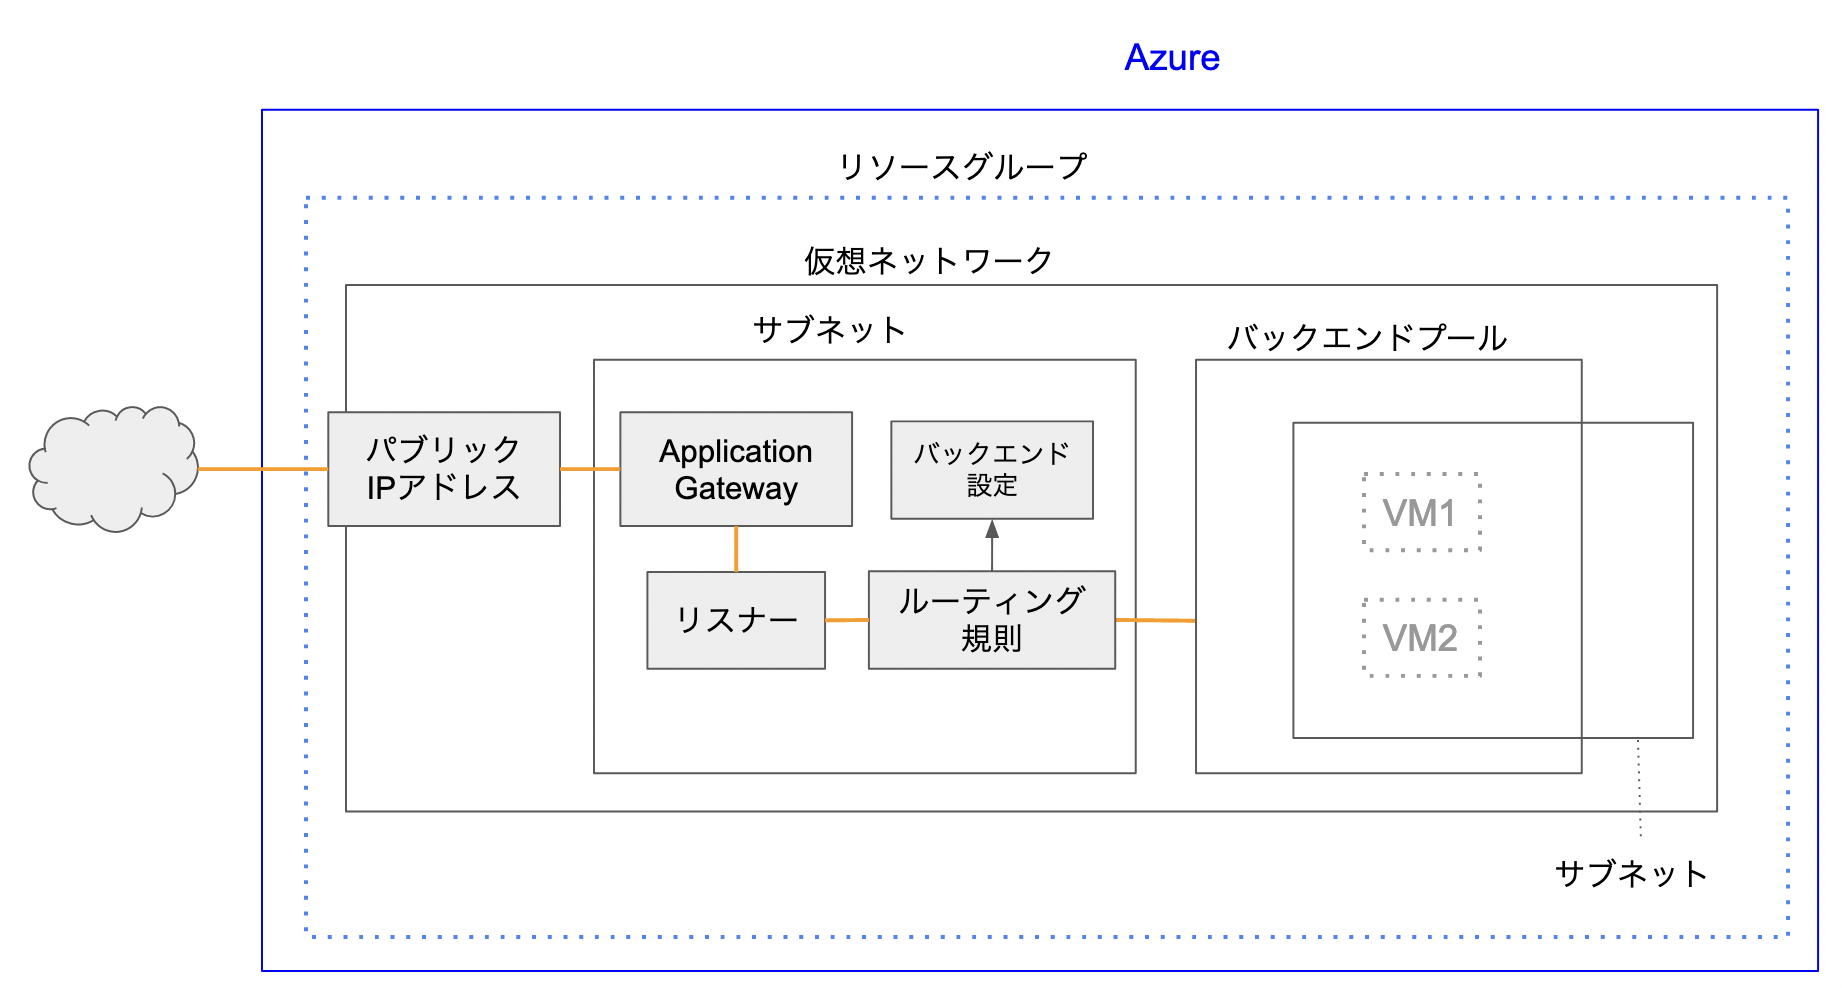 Azure
リソースグループ
仮想ネットワーク
サブネット
バックエンドプール
パブリック
IPアドレス
Application
Gateway
バックエンド
設定
リスナー
ルーティング
規則
VM1
VM2
サブネット